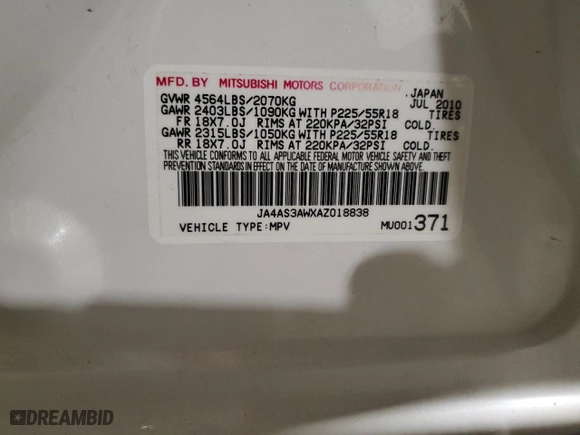 MFD. BY MITSUBISHI MOTORS CORPORATION JAPAN
GVWR 4564LBS/2070KG JUL 2010
GAWR 2403LBS/1090KG WITH P225/55R18 TIRES
FR 18X7.0J RIMS AT 220KPA/32PSI COLD.
GAWR 2315LBS/1050KG WITH P225/55R18 TIRES
RR 18X7.0J RIMS AT 220KPA/32PSI COLD.
THIS VEHICLE CONFORMS TO ALL APPLICABLE FEDERAL MOTOR VEHICLE SAFETY AND THEFT
PREVENTION STANDARDS IN EFFECT ON THE DATE OF MANUFACTURE SHOWN ABOVE.
JA4AS3AWXAZ018838
VEHICLE TYPE:MPV MU001371
DREAMBID